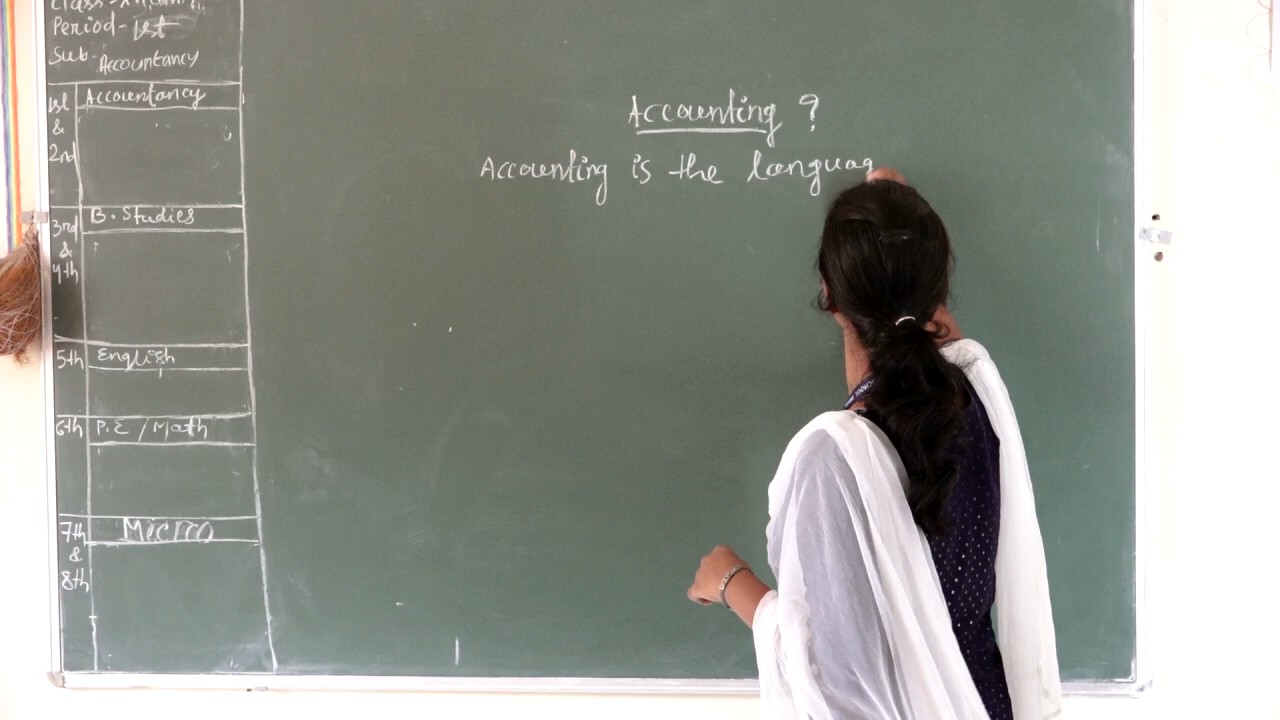 Period - 1st
Sub - Accountancy
1st & 2nd Accountancy
3rd & 4th B. Studies
5th English
6th P.E / Math
7th & 8th Micro
Accounting ?
Accounting is the languag